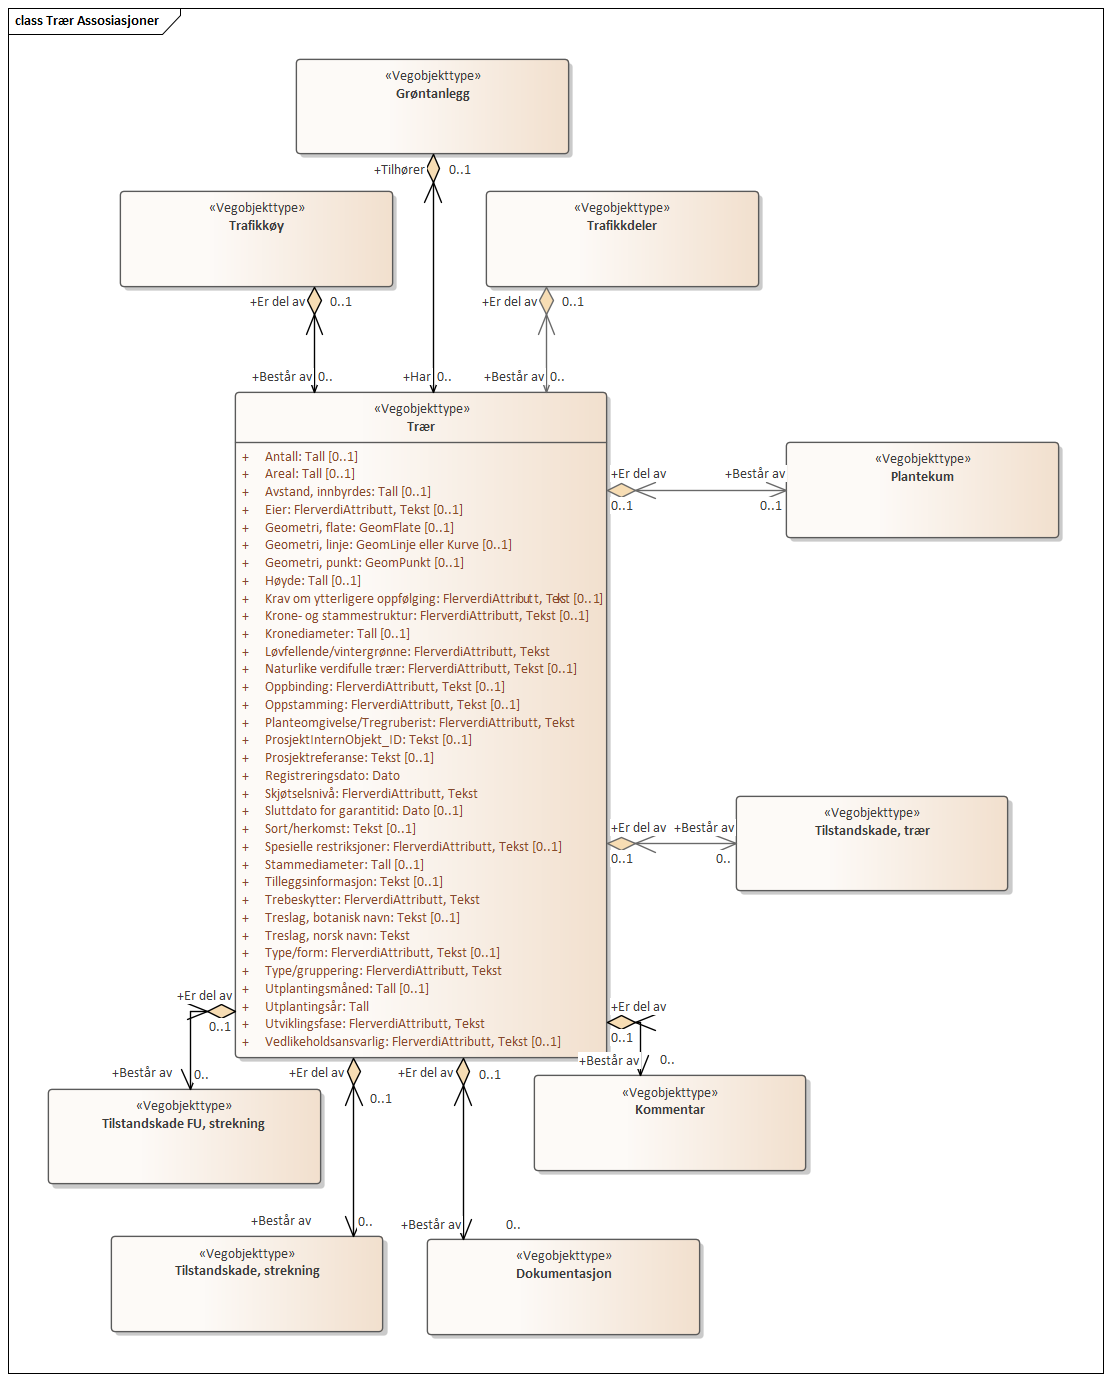 class Trær Assosiasjoner
«Vegobjekttype»
Grøntanlegg
+Tilhører
0..1
«Vegobjekttype»
Trafikkøy
«Vegobjekttype»
Trafikkdeler
+Er del av
0..1
+Er del av
0..1
+Består av
0..
+Har
0..
+Består av
0..
«Vegobjekttype»
Trær
+ Antall: Tall [0..1]
+ Areal: Tall [0..1]
+ Avstand, innbyrdes: Tall [0..1]
+ Eier: FlerverdiAttributt, Tekst [0..1]
+ Geometri, flate: GeomFlate [0..1]
+ Geometri, linje: GeomLinje eller Kurve [0..1]
+ Geometri, punkt: GeomPunkt [0..1]
+ Høyde: Tall [0..1]
+ Krav om ytterligere oppfølging: FlerverdiAttributt, Tekst [0..1]
+ Krone- og stammestruktur: FlerverdiAttributt, Tekst [0..1]
+ Kronediameter: Tall [0..1]
+ Løvfellende/vintergrønne: FlerverdiAttributt, Tekst
+ Naturlike verdifulle trær: FlerverdiAttributt, Tekst [0..1]
+ Oppbinding: FlerverdiAttributt, Tekst [0..1]
+ Oppstamming: FlerverdiAttributt, Tekst [0..1]
+ Planteomgivelse/Tregruberist: FlerverdiAttributt, Tekst
+ ProsjektInternObjekt_ID: Tekst [0..1]
+ Prosjektreferanse: Tekst [0..1]
+ Registreringsdato: Dato
+ Skjøtselsnivå: FlerverdiAttributt, Tekst
+ Sluttdato for garantitid: Dato [0..1]
+ Sort/herkomst: Tekst [0..1]
+ Spesielle restriksjoner: FlerverdiAttributt, Tekst [0..1]
+ Stammediameter: Tall [0..1]
+ Tilleggsinformasjon: Tekst [0..1]
+ Trebeskytter: FlerverdiAttributt, Tekst
+ Treslag, botanisk navn: Tekst [0..1]
+ Treslag, norsk navn: Tekst
+ Type/form: FlerverdiAttributt, Tekst [0..1]
+ Type/gruppering: FlerverdiAttributt, Tekst
+ Utplantingsmåned: Tall [0..1]
+ Utplantingsår: Tall
+ Utviklingsfase: FlerverdiAttributt, Tekst
+ Vedlikeholdsansvarlig: FlerverdiAttributt, Tekst [0..1]
+Er del av
0..1
+Består av
0..1
«Vegobjekttype»
Plantekum
+Er del av
0..1
+Består av
0..
«Vegobjekttype»
Tilstandskade, trær
+Er del av
0..1
+Består av
0..
«Vegobjekttype»
Kommentar
+Er del av
0..1
+Består av
0..
«Vegobjekttype»
Tilstandskade FU, strekning
+Er del av
0..1
+Består av
0..
«Vegobjekttype»
Tilstandskade, strekning
+Er del av
0..1
+Består av
0..
«Vegobjekttype»
Dokumentasjon